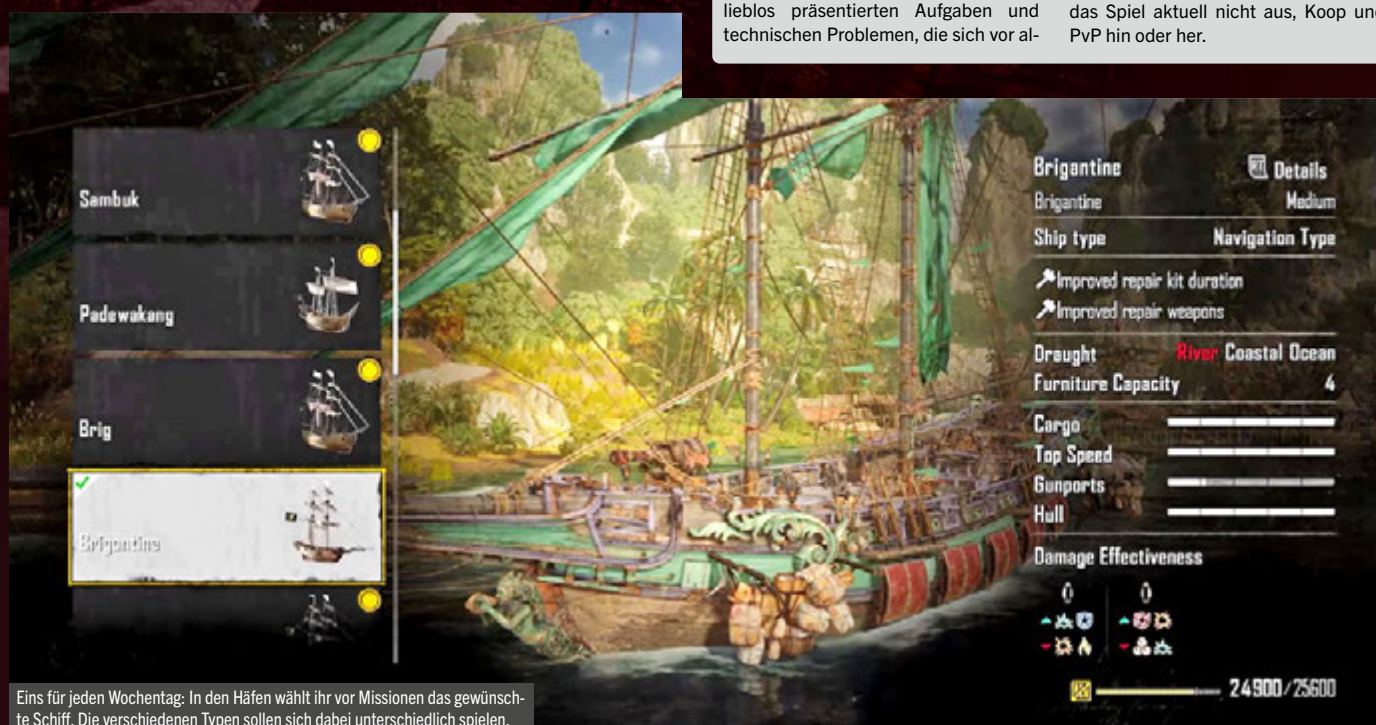 lieblos präsentierten Aufgaben und
technischen Problemen, die sich vor al-
das Spiel aktuell nicht aus, Koop und
PvP hin oder her.
Sambuk
Padewakang
Brig
Brigantine
Brigantine Details
Brigantine Medium
Ship type Navigation Type
Improved repair kit duration
Improved repair weapons
Draught River Coastal Ocean
Furniture Capacity 4
Cargo
Top Speed
Gunports
Hull
Damage Effectiveness
0 0
24900/25600
Eins für jeden Wochentag: In den Häfen wählt ihr vor Missionen das gewünsch-
te Schiff. Die verschiedenen Typen sollen sich dabei unterschiedlich spielen.